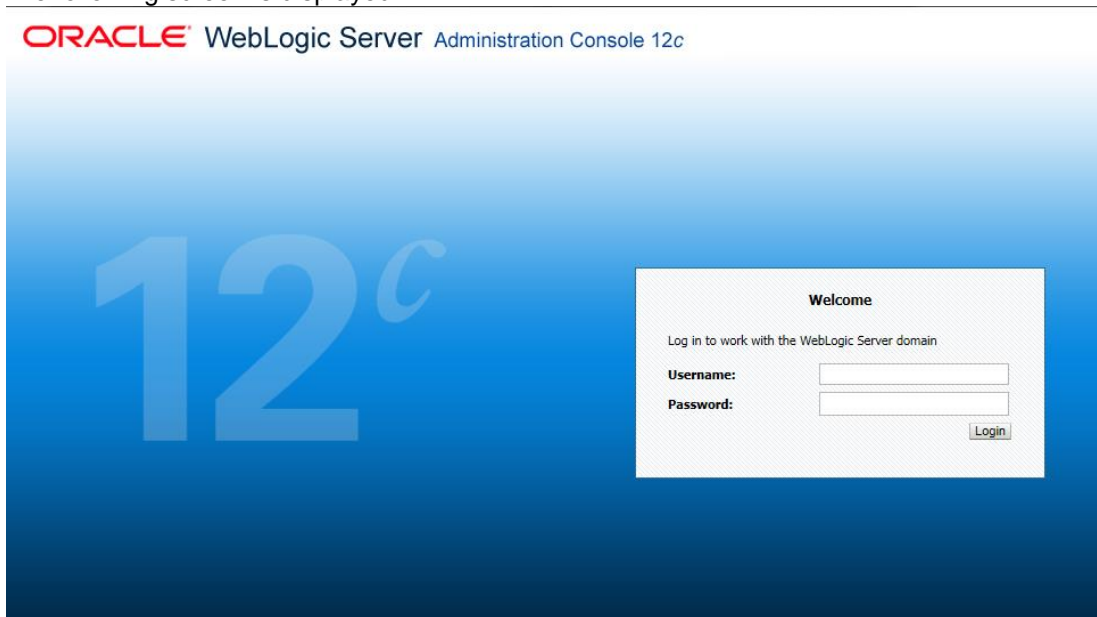 ORACLE WebLogic Server Administration Console 12c
12c
Welcome
Log in to work with the WebLogic Server domain
Username:
Password:
Login